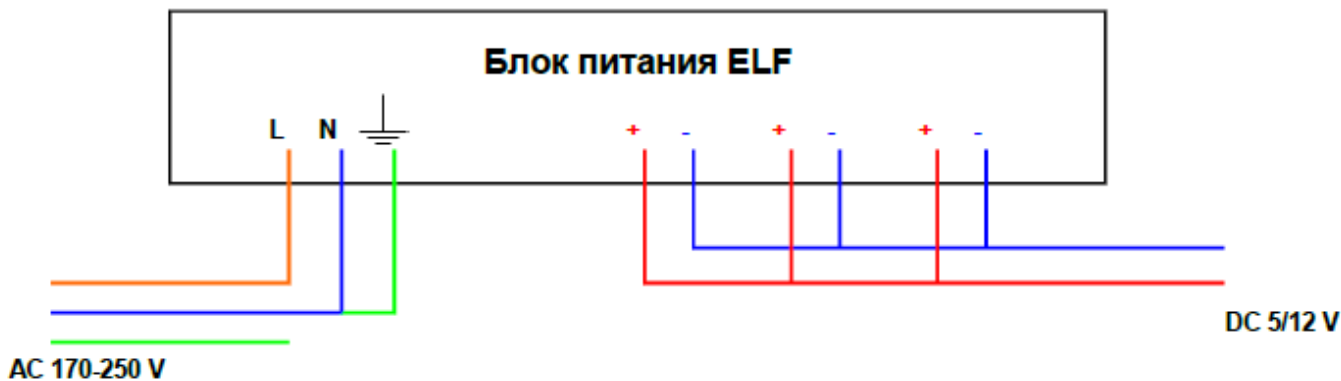 Блок питания ELF
L N + - + - + -
DC 5/12 V
AC 170-250 V